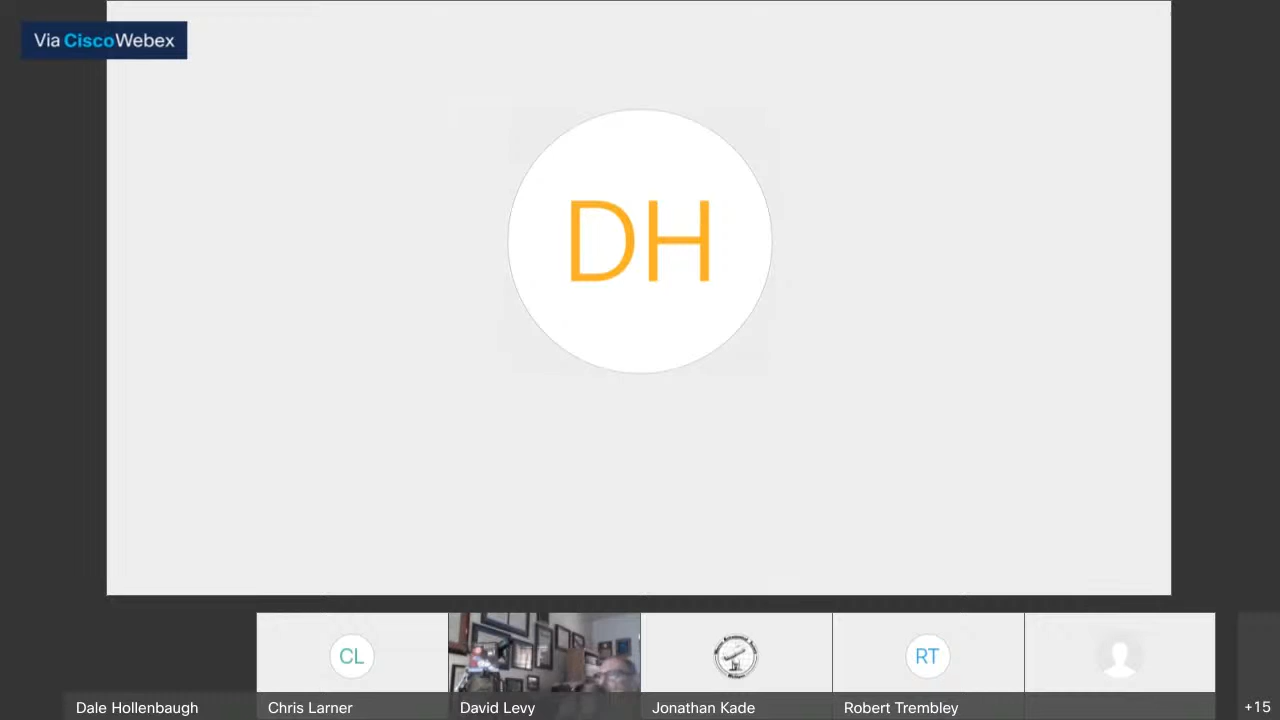 Via CiscoWebex
DH
CL
RT
Dale Hollenbaugh
Chris Larner
David Levy
Jonathan Kade
Robert Trembley
+15